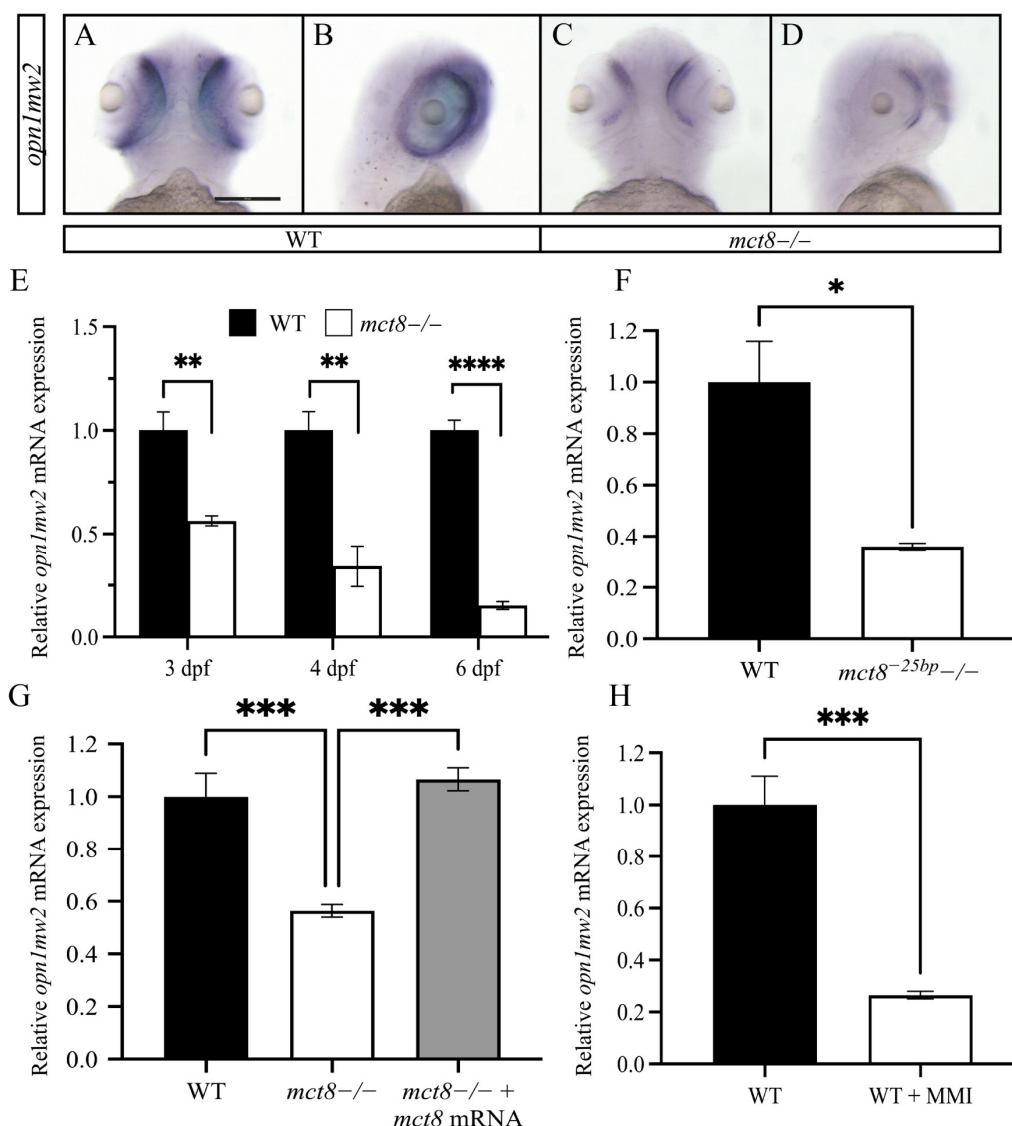 opn1mw2
A
B
C
D
WT
mct8−/−
E
WT
mct8−/−
Relative opn1mw2 mRNA expression
1.5
1.0
0.5
0.0
**
**
****
3 dpf
4 dpf
6 dpf
F
Relative opn1mw2 mRNA expression
1.2
1.0
0.8
0.6
0.4
0.2
0.0
*
WT
mct8−25bp−/−
G
Relative opn1mw2 mRNA expression
1.2
1.0
0.8
0.6
0.4
0.2
0.0
***
***
WT
mct8−/−
mct8−/− +
mct8 mRNA
H
Relative opn1mw2 mRNA expression
1.2
1.0
0.8
0.6
0.4
0.2
0.0
***
WT
WT + MMI